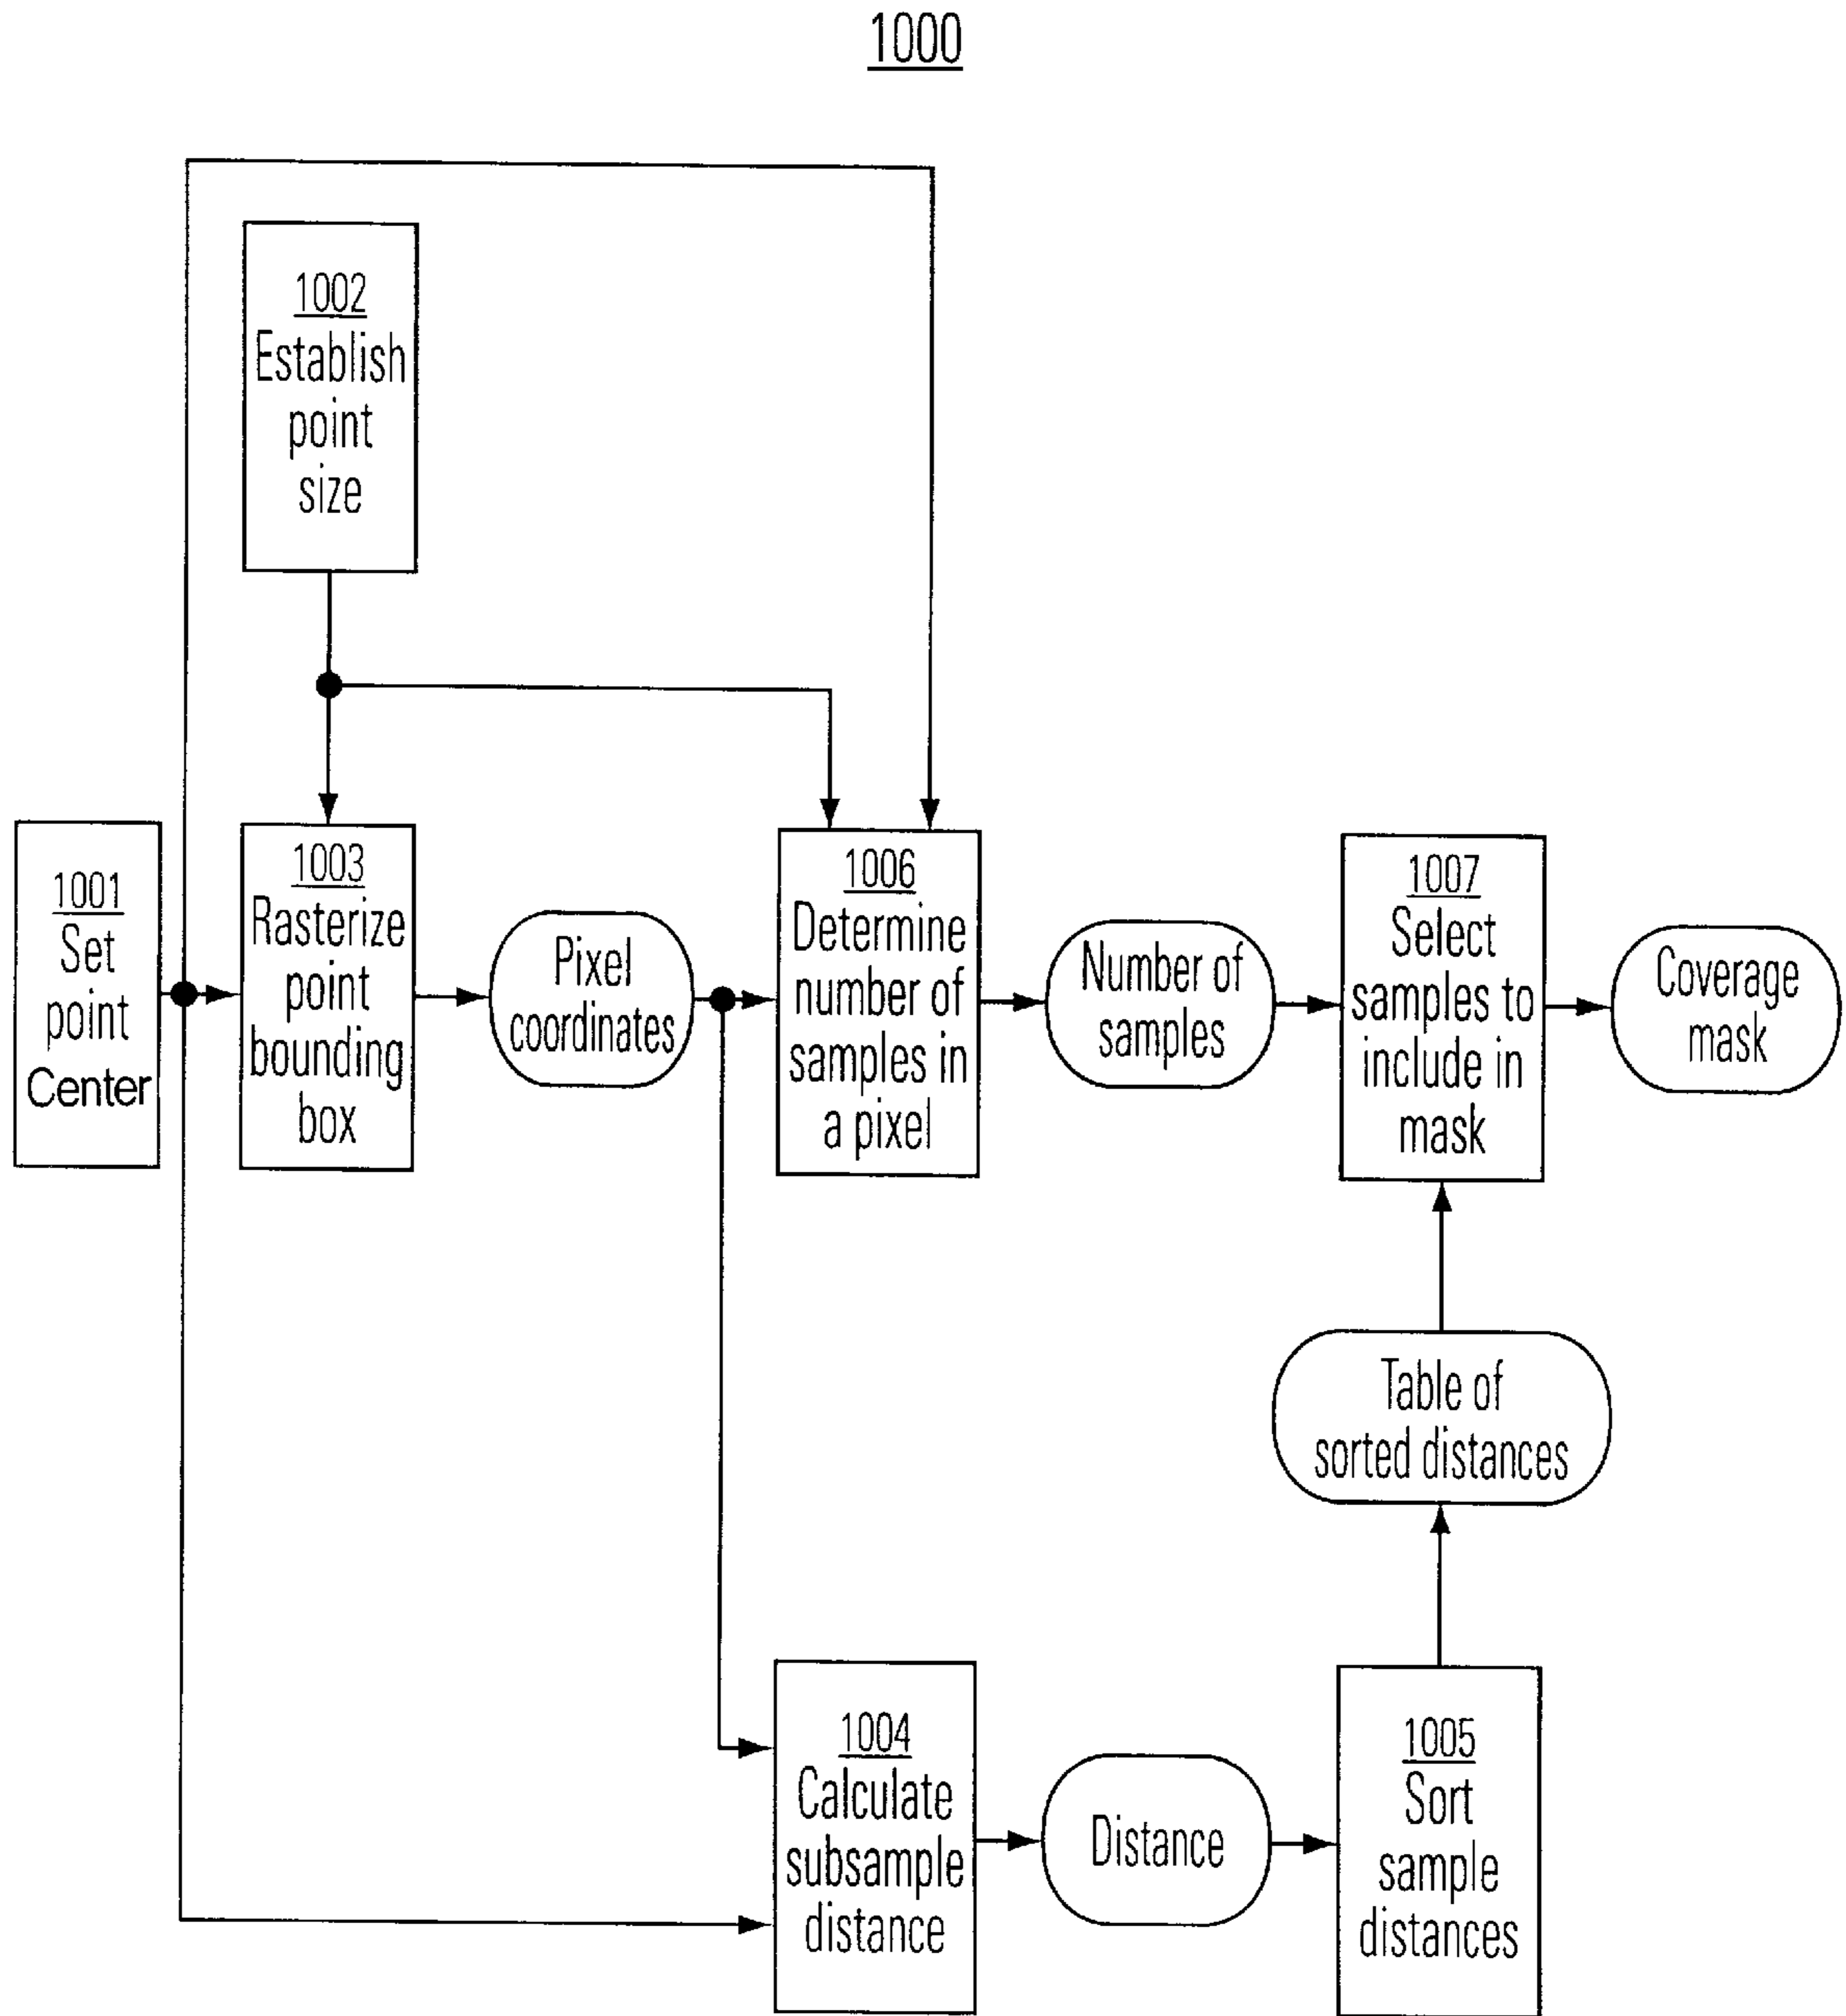 1000
1002
Establish
point
size
1001
Set
point
Center
1003
Rasterize
point
bounding
box
Pixel
coordinates
1006
Determine
number of
samples in
a pixel
Number of
samples
1007
Select
samples to
include in
mask
Coverage
mask
Table of
sorted distances
1004
Calculate
subsample
distance
Distance
1005
Sort
sample
distances